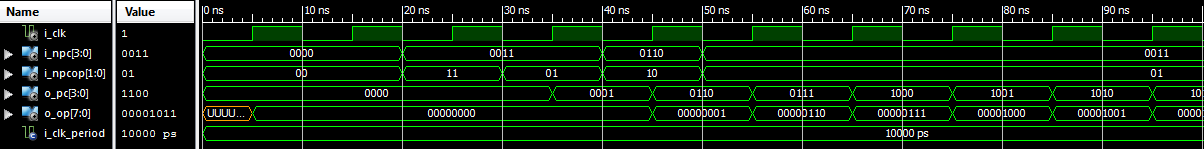 Name Value 0 ns 10 ns 20 ns 30 ns 40 ns 50 ns 60 ns 70 ns 80 ns 90 ns
i_clk 1
i_npc[3:0] 0011 0000 0011 0110 0011
i_npcop[1:0] 01 00 11 01 10 01
o_pc[3:0] 1100 0000 0001 0110 0111 1000 1001 1010 10
o_op[7:0] 00001011 UUUU... 00000000 00000001 00000110 00000111 00001000 00001001 0000
i_clk_period 10000 ps 10000 ps